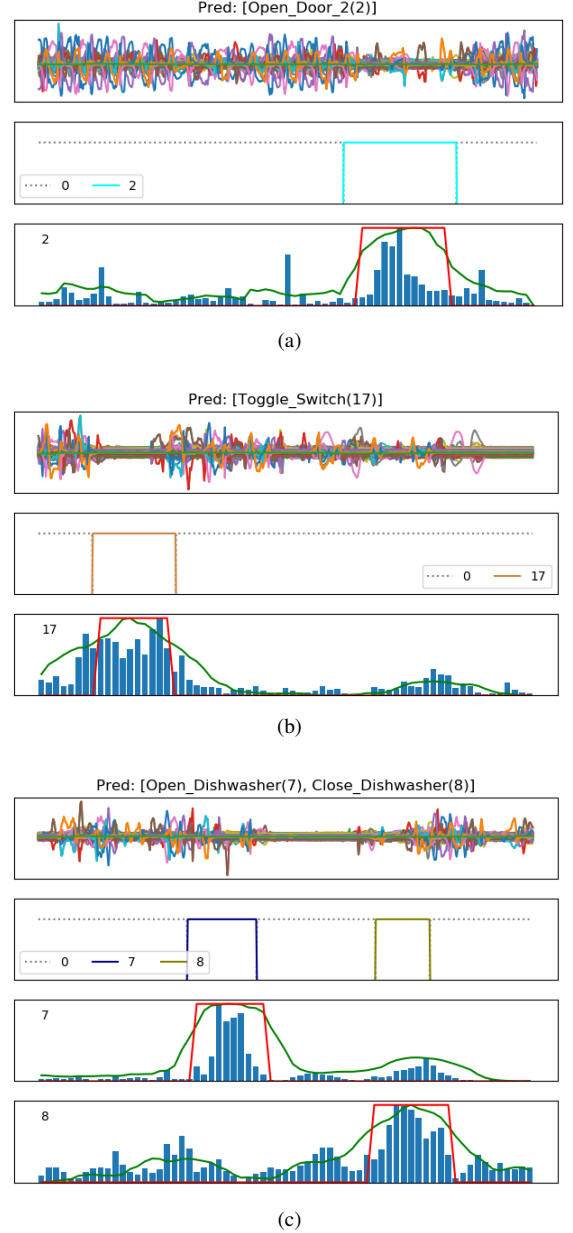 Pred: [Open_Door_2(2)]
0 2
2
(a)
Pred: [Toggle_Switch(17)]
0 17
17
(b)
Pred: [Open_Dishwasher(7), Close_Dishwasher(8)]
0 7 8
7
8
(c)